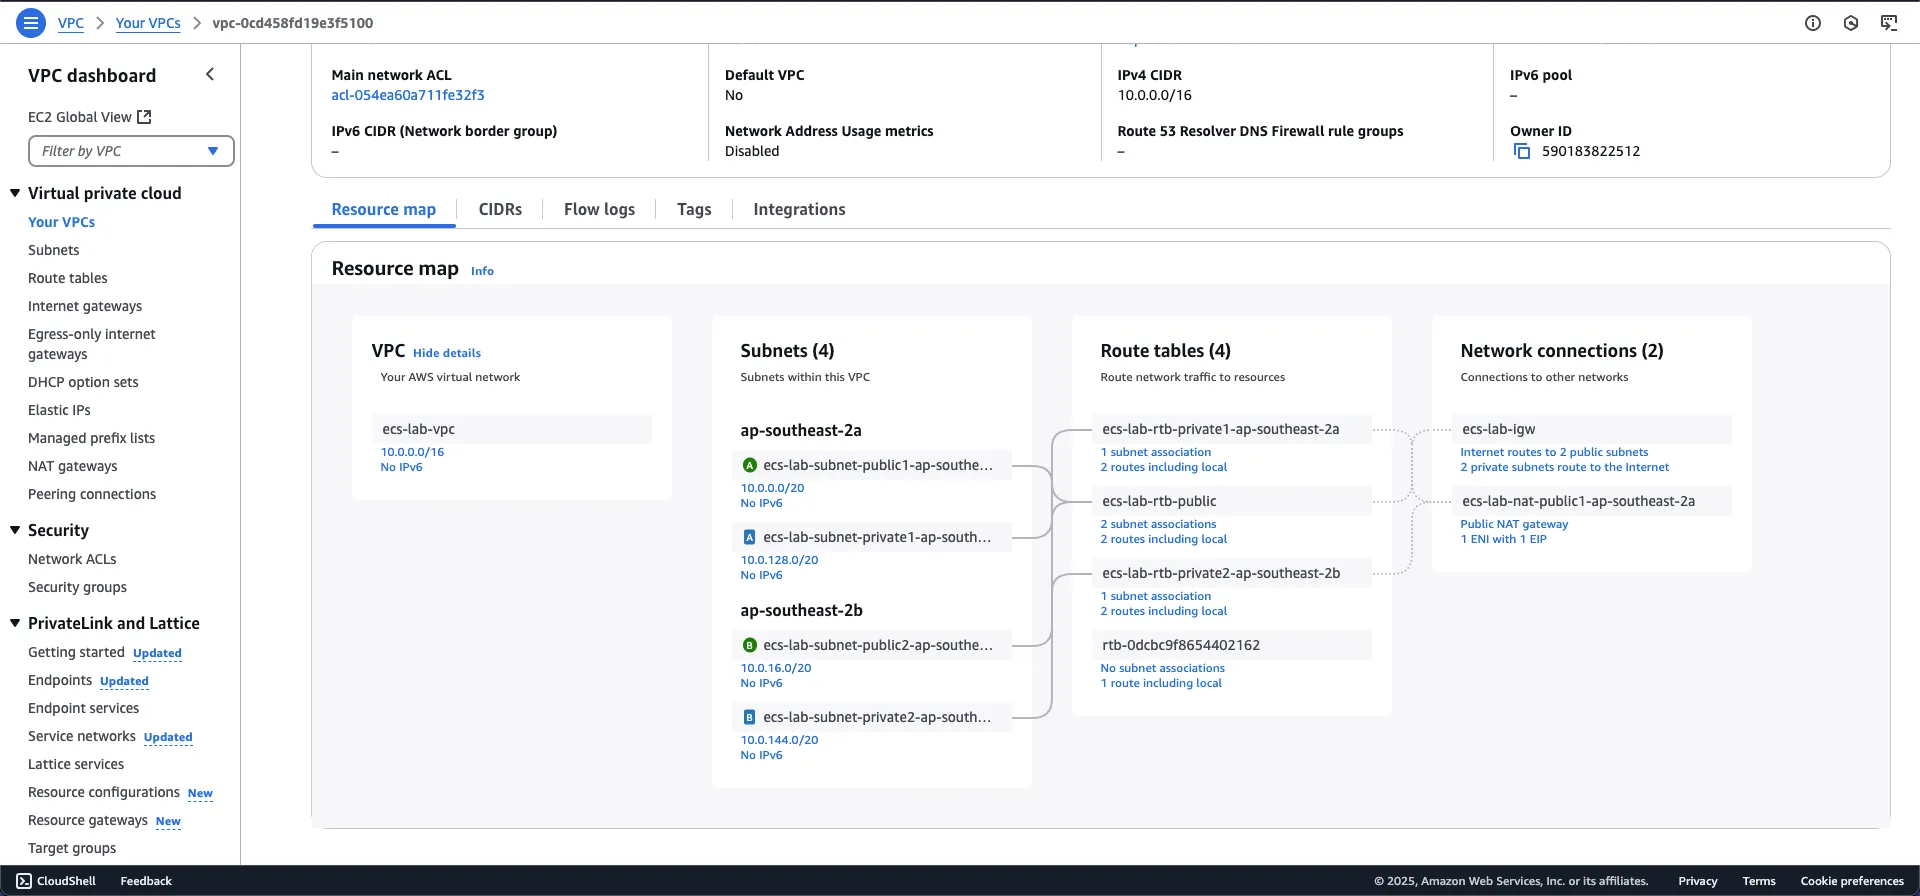 VPC > Your VPCs > vpc-0cd458fd19e3f5100
VPC dashboard
EC2 Global View
Filter by VPC
Virtual private cloud
Your VPCs
Subnets
Route tables
Internet gateways
Egress-only internet
gateways
DHCP option sets
Elastic IPs
Managed prefix lists
NAT gateways
Peering connections
Security
Network ACLs
Security groups
PrivateLink and Lattice
Getting started Updated
Endpoints Updated
Endpoint services
Service networks Updated
Lattice services
Resource configurations New
Resource gateways New
Target groups
Main network ACL
acl-054ea60a711fe32f3
Default VPC
No
IPv4 CIDR
10.0.0.0/16
IPv6 pool
–
IPv6 CIDR (Network border group)
–
Network Address Usage metrics
Disabled
Route 53 Resolver DNS Firewall rule groups
–
Owner ID
590183822512
Resource map
CIDRs
Flow logs
Tags
Integrations
Resource map Info
VPC Hide details
Your AWS virtual network
ecs-lab-vpc
10.0.0.0/16
No IPv6
Subnets (4)
Subnets within this VPC
ap-southeast-2a
A ecs-lab-subnet-public1-ap-southe...
10.0.0.0/20
No IPv6
A ecs-lab-subnet-private1-ap-south...
10.0.128.0/20
No IPv6
ap-southeast-2b
B ecs-lab-subnet-public2-ap-southe...
10.0.16.0/20
No IPv6
B ecs-lab-subnet-private2-ap-south...
10.0.144.0/20
No IPv6
Route tables (4)
Route network traffic to resources
ecs-lab-rtb-private1-ap-southeast-2a
1 subnet association
2 routes including local
ecs-lab-rtb-public
2 subnet associations
2 routes including local
ecs-lab-rtb-private2-ap-southeast-2b
1 subnet association
2 routes including local
rtb-0dcbc9f8654402162
No subnet associations
1 route including local
Network connections (2)
Connections to other networks
ecs-lab-igw
Internet routes to 2 public subnets
2 private subnets route to the Internet
ecs-lab-nat-public1-ap-southeast-2a
Public NAT gateway
1 ENI with 1 EIP
CloudShell
Feedback
© 2025, Amazon Web Services, Inc. or its affiliates.
Privacy
Terms
Cookie preferences